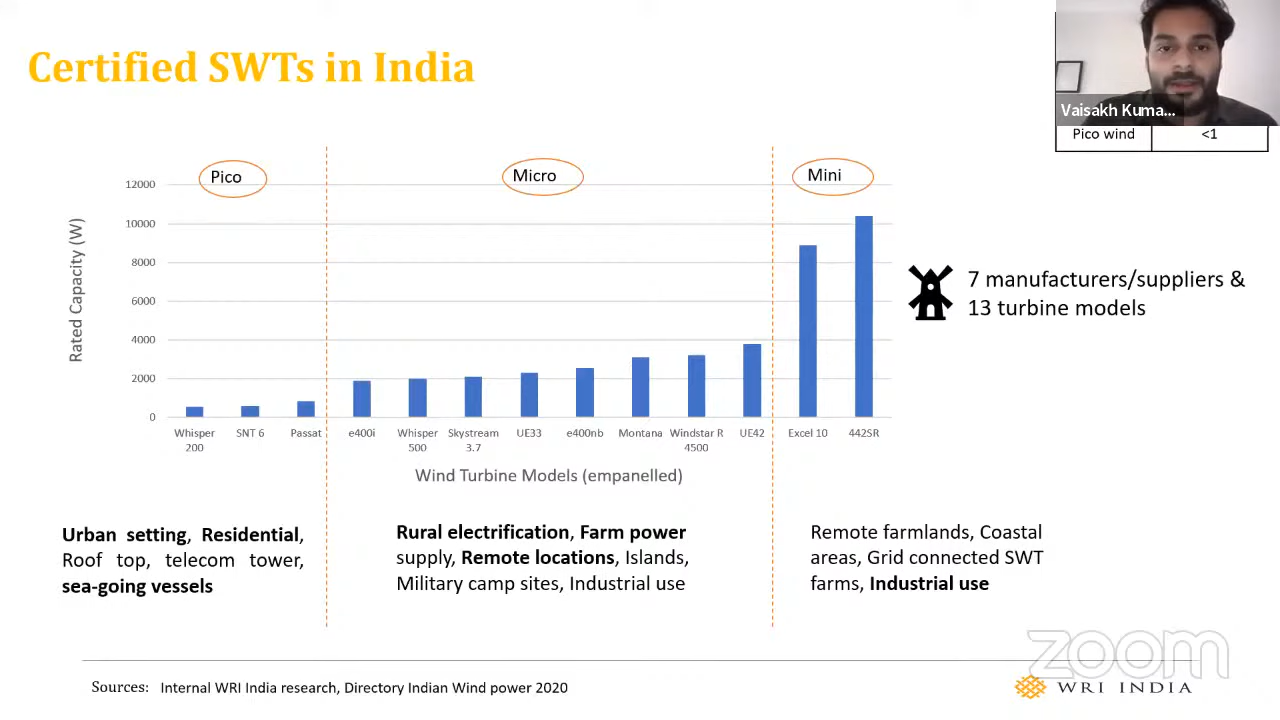 Certified SWTs in India
Vaisakh Kuma...
Pico wind <1
Pico
Micro
Mini
Rated Capacity (W)
12000
10000
8000
6000
4000
2000
0
Whisper 200
SNT 6
Passat
e400i
Whisper 500
Skystream 3.7
UE33
e400nb
Montana
Windstar R 4500
UE42
Excel 10
442SR
Wind Turbine Models (empanelled)
7 manufacturers/suppliers &
13 turbine models
Urban setting, Residential,
Roof top, telecom tower,
sea-going vessels
Rural electrification, Farm power
supply, Remote locations, Islands,
Military camp sites, Industrial use
Remote farmlands, Coastal
areas, Grid connected SWT
farms, Industrial use
Sources: Internal WRI India research, Directory Indian Wind power 2020
zoom
WRI INDIA